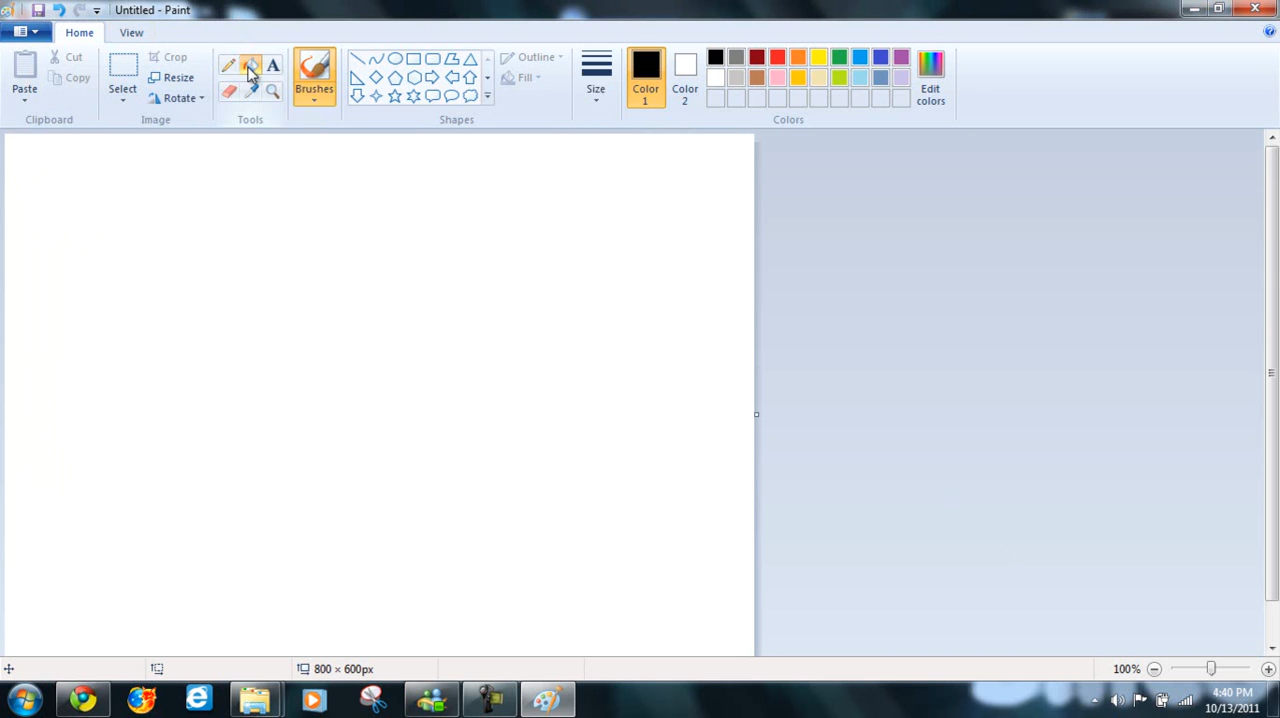 Untitled - Paint
Home View
Paste
Cut
Copy
Clipboard
Select
Crop
Resize
Rotate
Image
A
Tools
Brushes
Shapes
Outline
Fill
Size
Color 1
Color 2
Colors
Edit colors
800 × 600px
100%
4:40 PM
10/13/2011